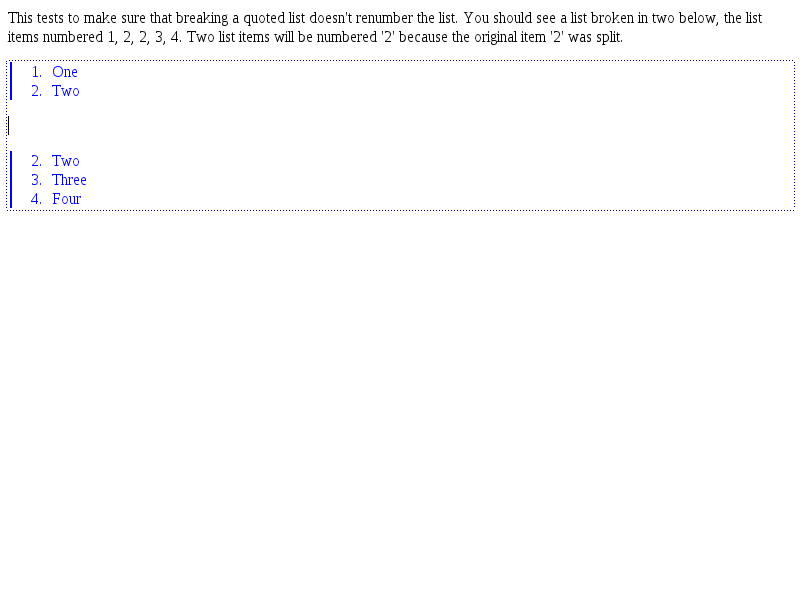 This tests to make sure that breaking a quoted list doesn't renumber the list. You should see a list broken in two below, the list
items numbered 1, 2, 2, 3, 4. Two list items will be numbered '2' because the original item '2' was split.
1. One
2. Two
2. Two
3. Three
4. Four